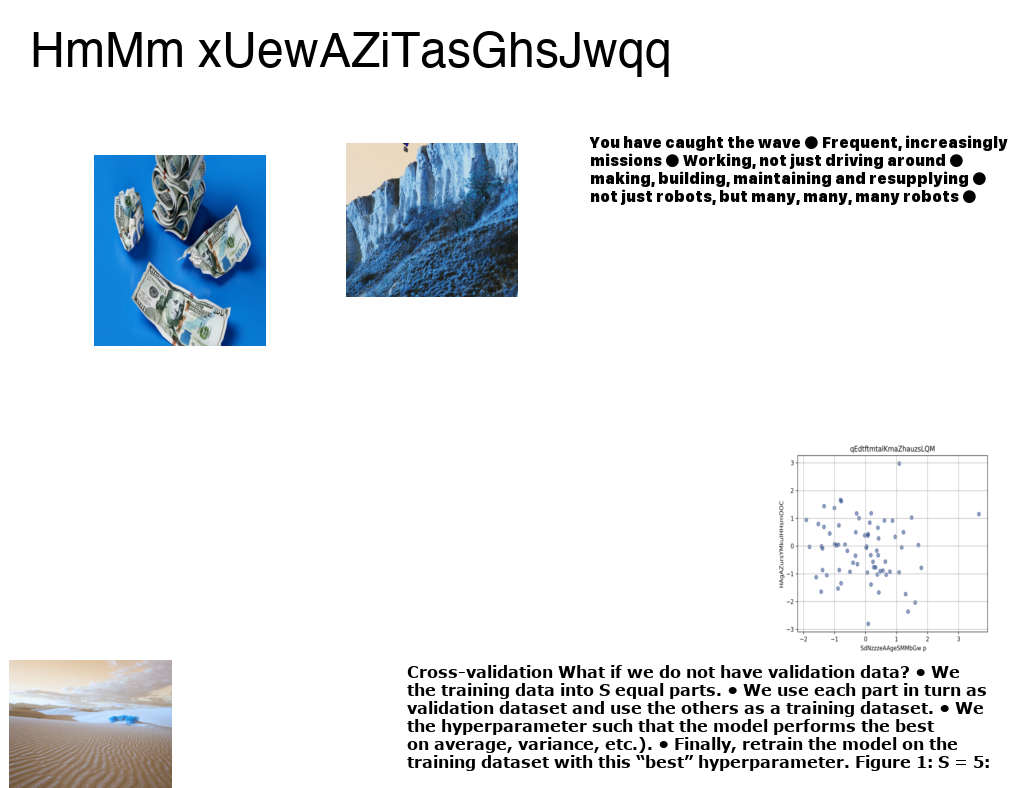 HmMm xUewAZiTasGhsJwqq
You have caught the wave ● Frequent, increasingly
missions ● Working, not just driving around ●
making, building, maintaining and resupplying ●
not just robots, but many, many, many robots ●
qEdtftmtalKmaZhauzsLQM
3
2
1
0
−1
−2
−3
−2 −1 0 1 2 3
SdNzzzeAAgeSMMbGw p
Cross-validation What if we do not have validation data? ● We
the training data into S equal parts. ● We use each part in turn as
validation dataset and use the others as a training dataset. ● We
the hyperparameter such that the model performs the best
on average, variance, etc.). ● Finally, retrain the model on the
training dataset with this “best” hyperparameter. Figure 1: S = 5: